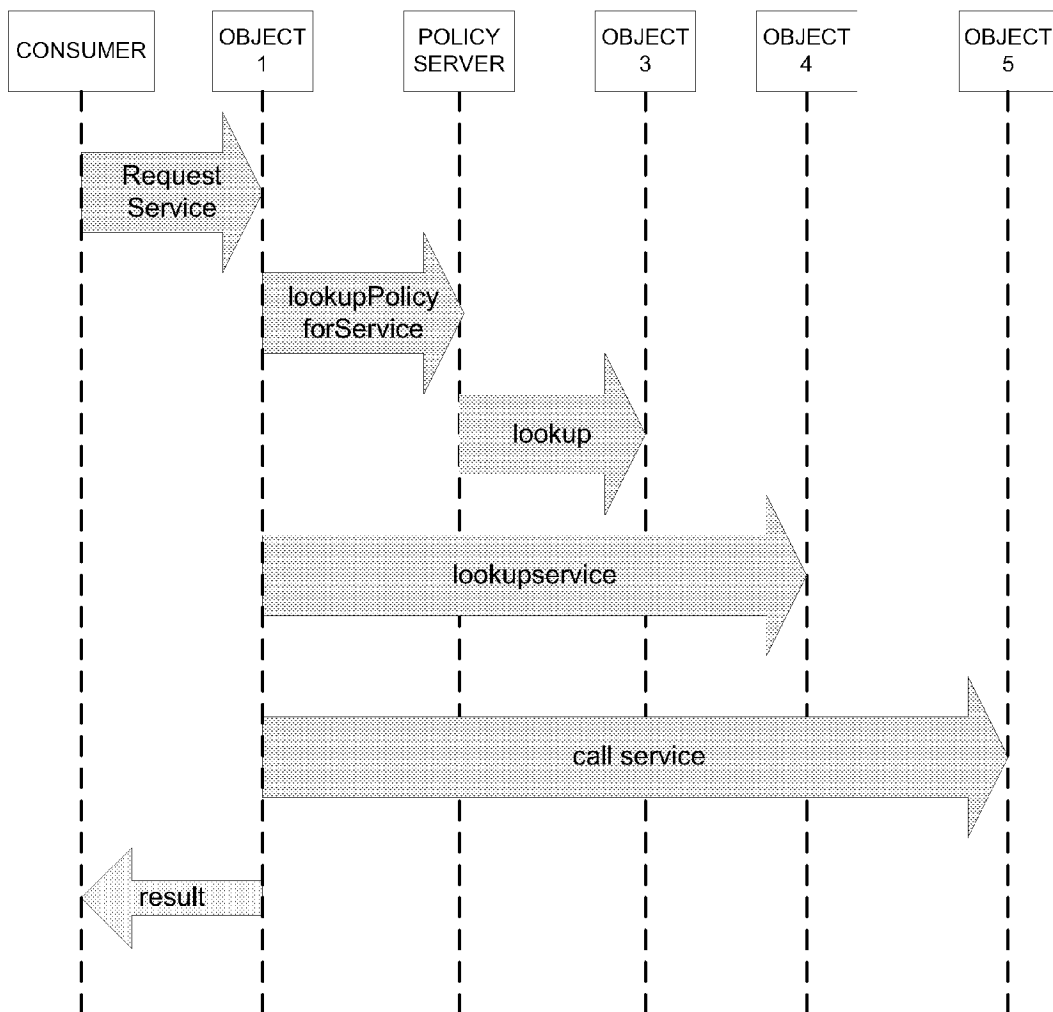 CONSUMER
OBJECT
1
POLICY
SERVER
OBJECT
3
OBJECT
4
OBJECT
5
Request
Service
lookupPolicy
forService
lookup
lookupservice
call service
result